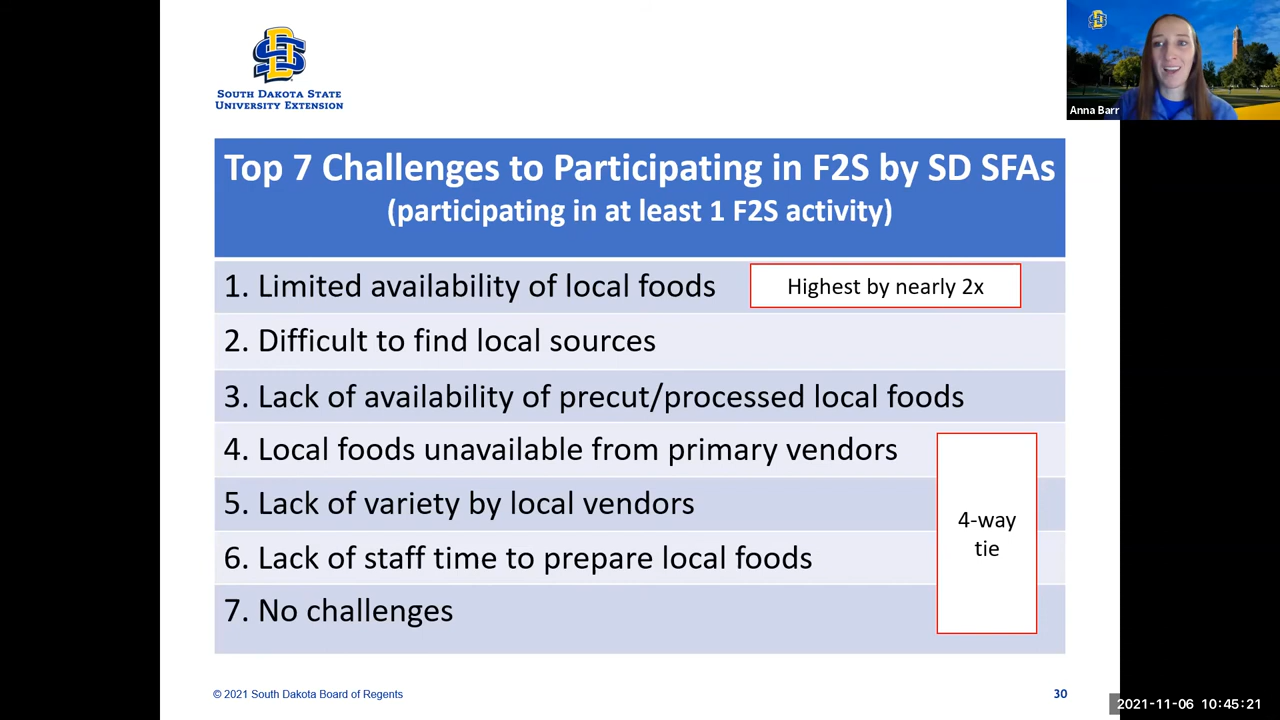 SOUTH DAKOTA STATE
UNIVERSITY EXTENSION
Anna Barr
Top 7 Challenges to Participating in F2S by SD SFAs
(participating in at least 1 F2S activity)
1. Limited availability of local foods
Highest by nearly 2x
2. Difficult to find local sources
3. Lack of availability of precut/processed local foods
4. Local foods unavailable from primary vendors
5. Lack of variety by local vendors
6. Lack of staff time to prepare local foods
7. No challenges
4-way
tie
© 2021 South Dakota Board of Regents
30
2021-11-06 10:45:21